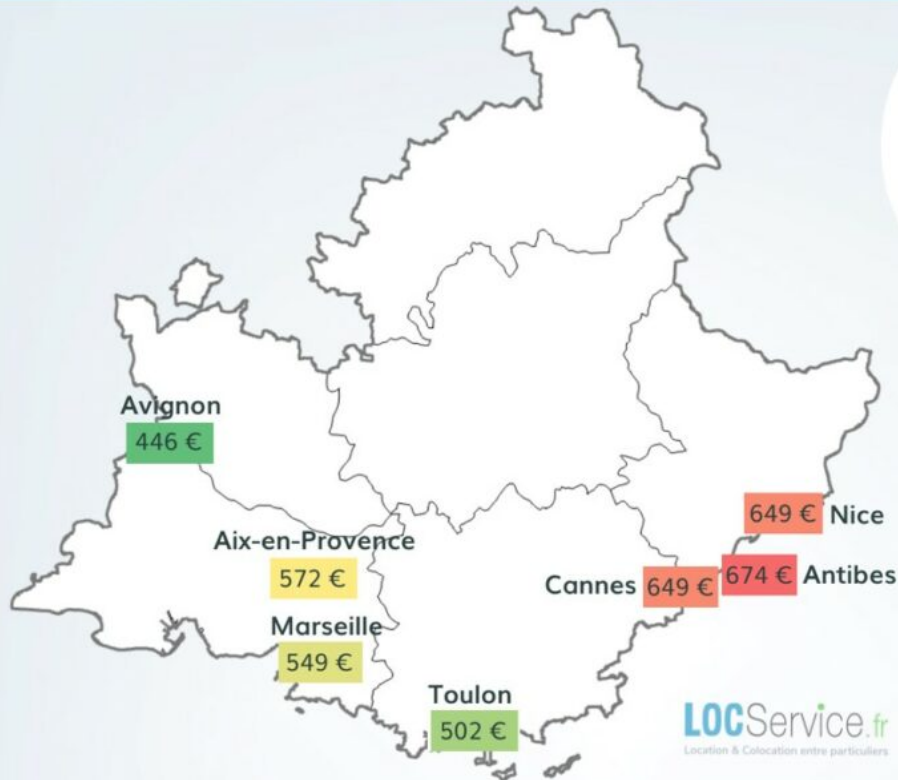 Avignon
446 €
Aix-en-Provence
572 €
Marseille
549 €
Toulon
502 €
649 € Nice
Cannes 649 €
674 € Antibes
LOCService.fr
Location & Colocation entre particuliers